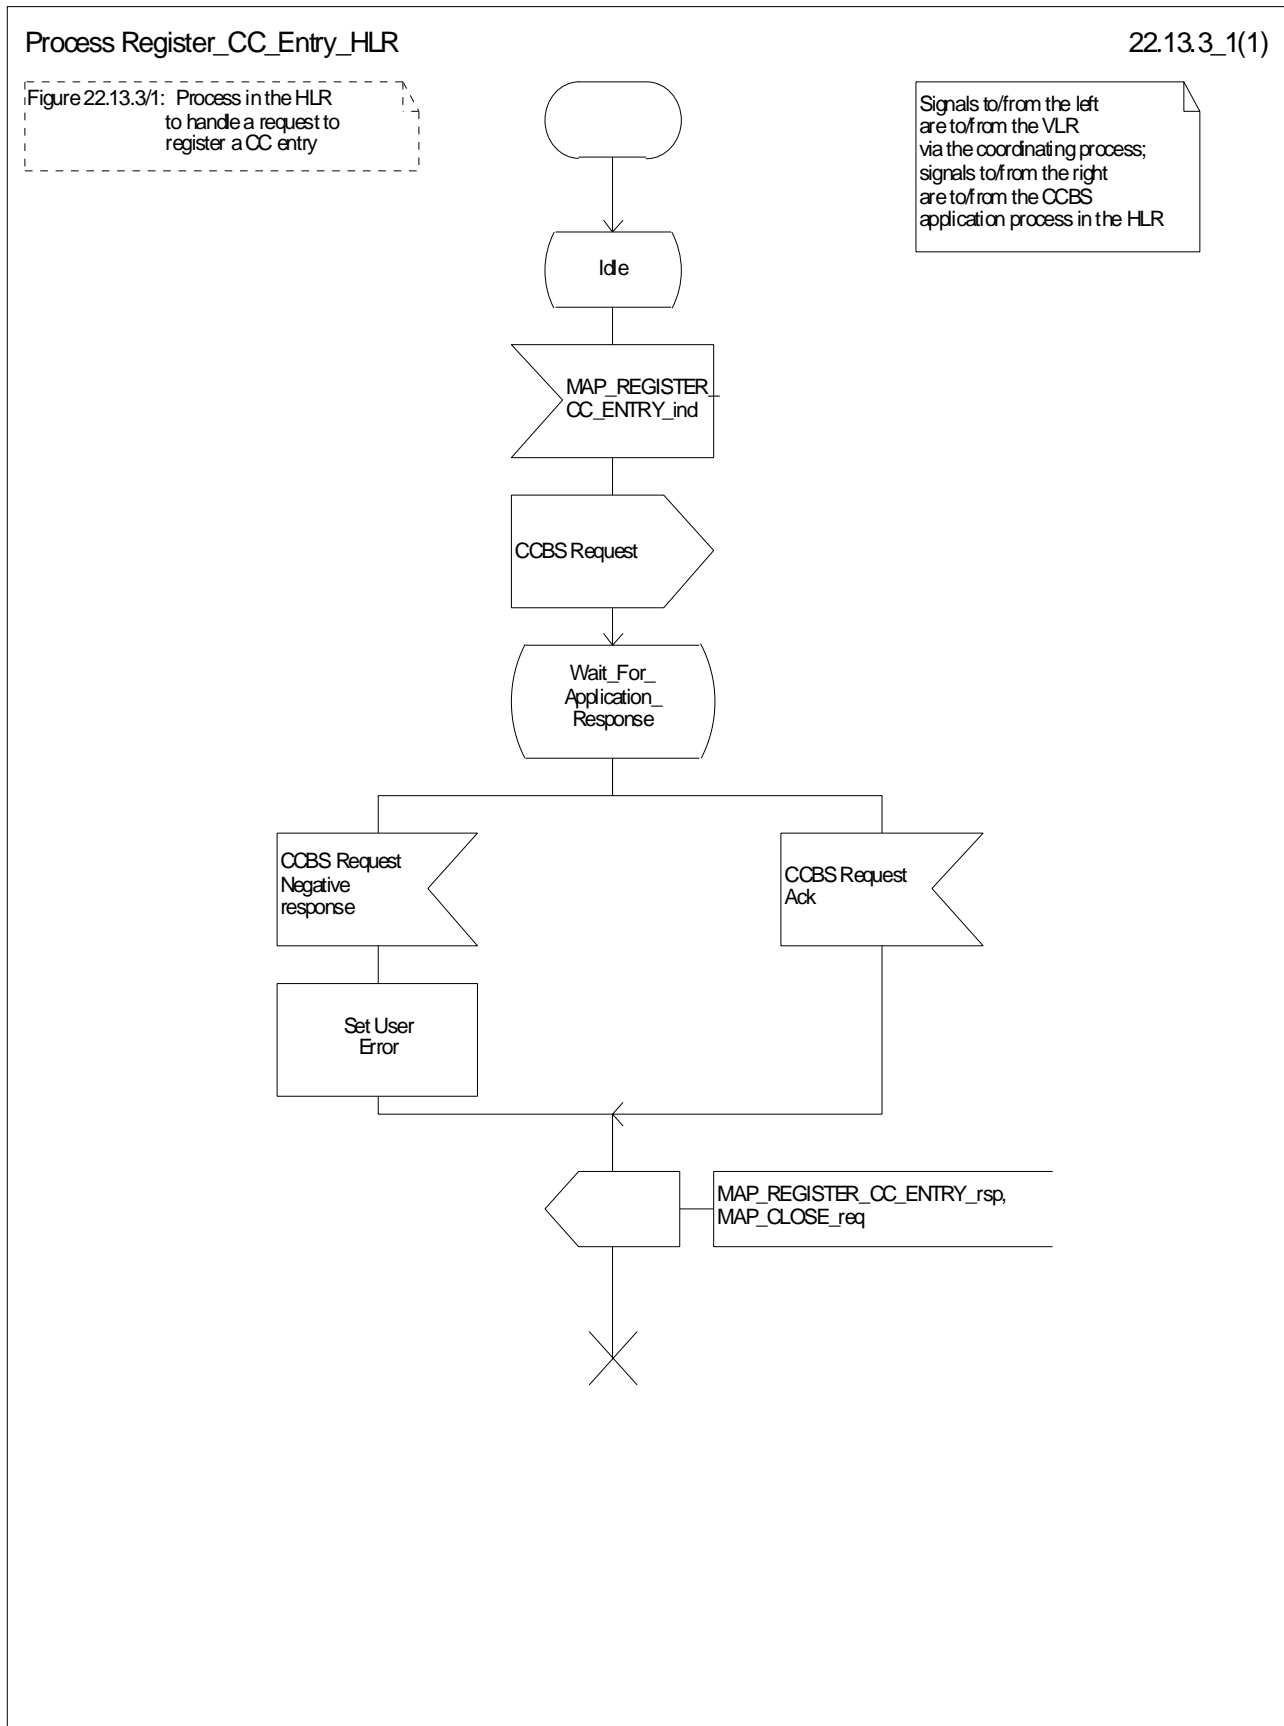 Process Register_CC_Entry_HLR
22.13.3_1(1)
Figure 22.13.3/1: Process in the HLR
to handle a request to
register a CC entry
Signals to/from the left
are to/from the VLR
via the coordinating process;
signals to/from the right
are to/from the CCBS
application process in the HLR
Idle
MAP_REGISTER_
CC_ENTRY_ind
CCBS Request
Wait_For_
Application_
Response
CCBS Request
Negative
response
CCBS Request
Ack
Set User
Error
MAP_REGISTER_CC_ENTRY_rsp,
MAP_CLOSE_req